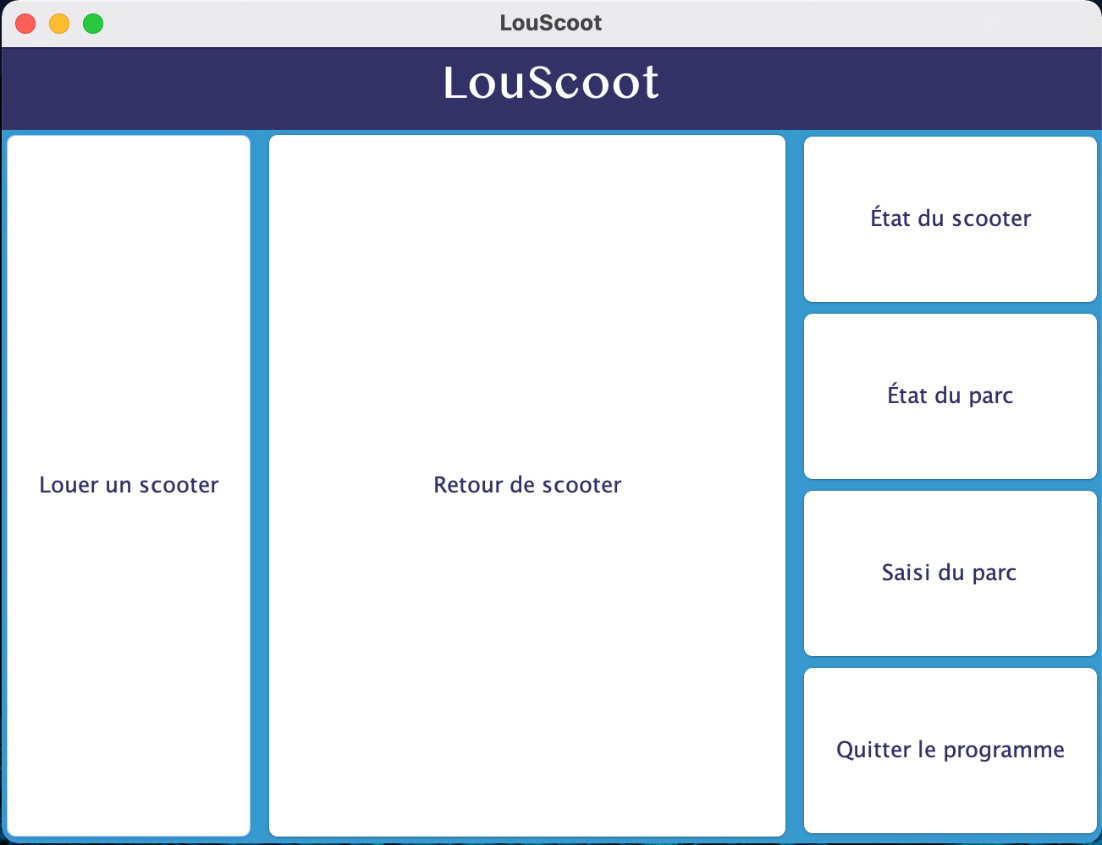 LouScoot
LouScoot
Louer un scooter
Retour de scooter
État du scooter
État du parc
Saisi du parc
Quitter le programme